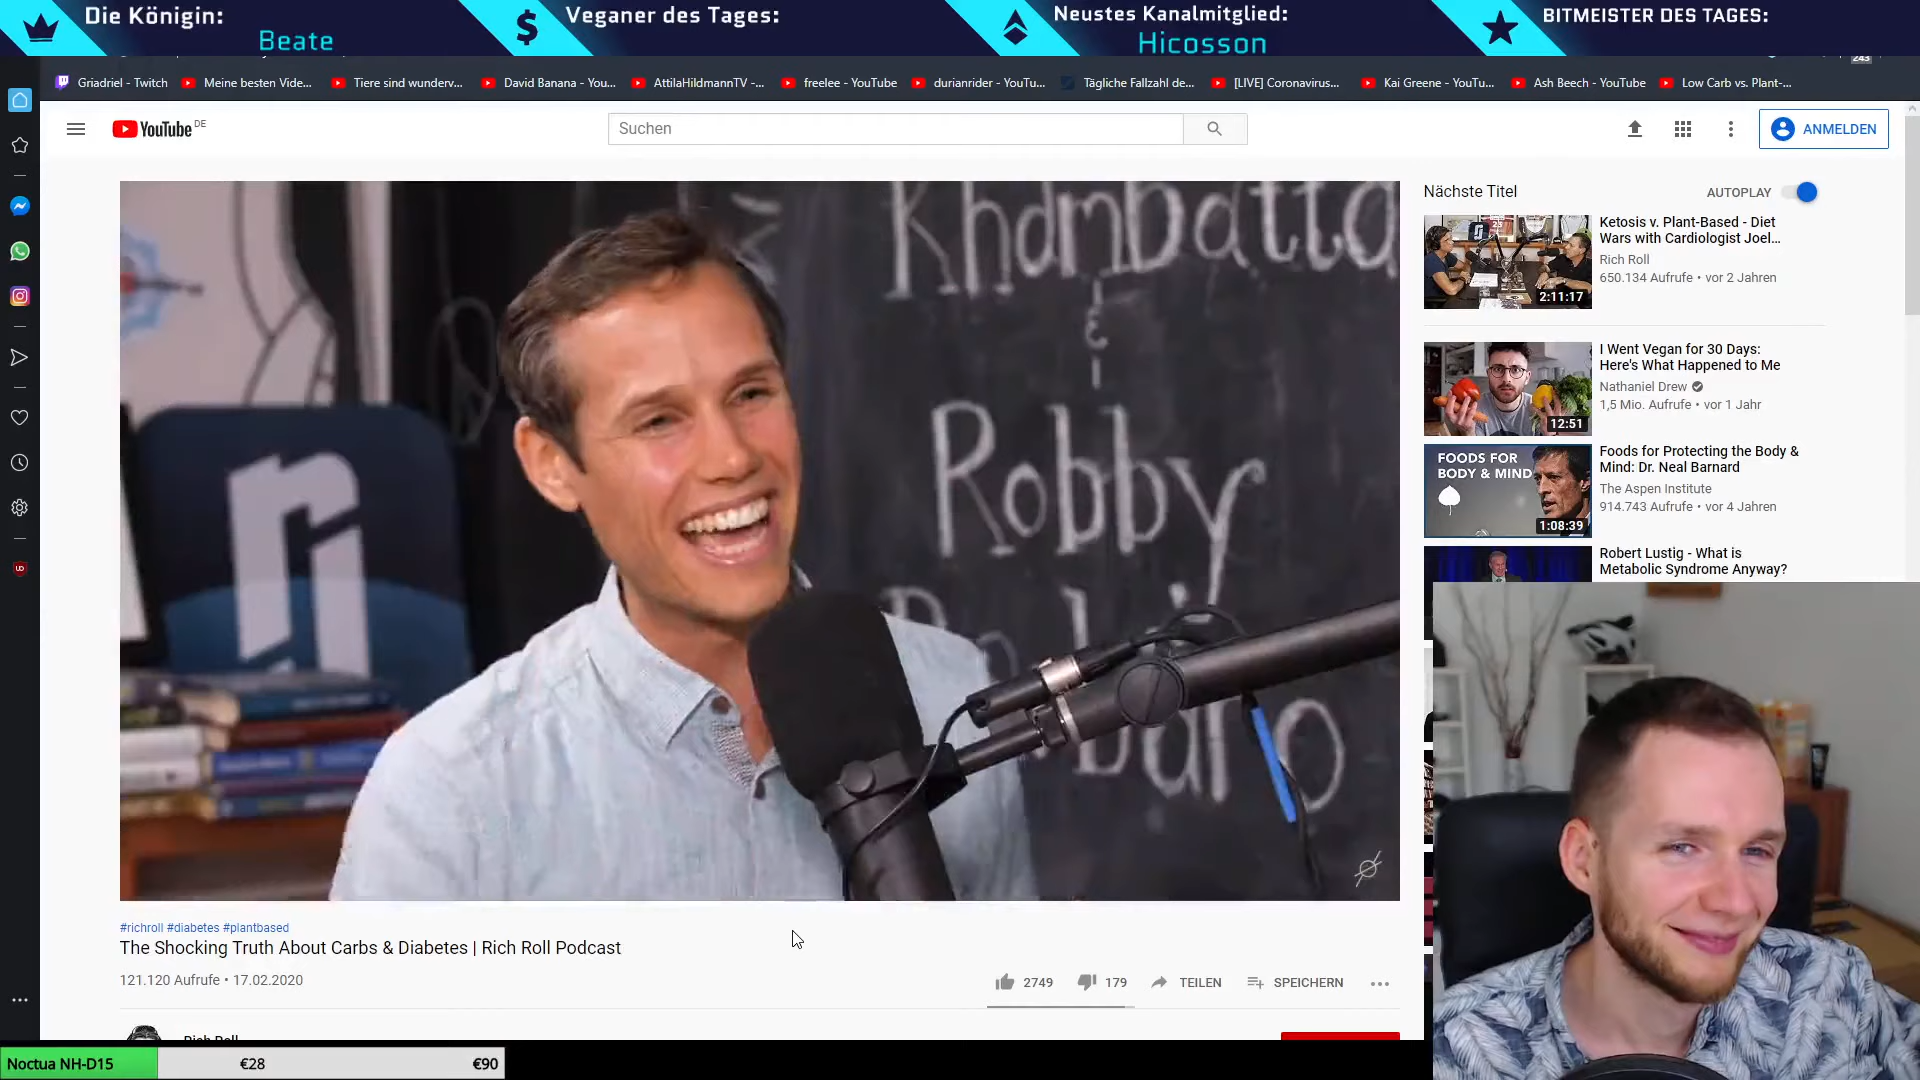 Die Königin:
Beate
Veganer des Tages:
Neustes Kanalmitglied:
Hicosson
BITMEISTER DES TAGES:
243
Griadriel - Twitch
Meine besten Vide...
Tiere sind wunderv...
David Banana - You...
AttilaHildmannTV -...
freelee - YouTube
durianrider - YouTu...
Tägliche Fallzahl de...
[LIVE] Coronavirus...
Kai Greene - YouTu...
Ash Beech - YouTube
Low Carb vs. Plant-...
YouTube DE
Suchen
ANMELDEN
Khambatta
&
Robby
Barbaro
Nächste Titel
AUTOPLAY
Ketosis v. Plant-Based - Diet
Wars with Cardiologist Joel...
Rich Roll
650.134 Aufrufe • vor 2 Jahren
2:11:17
I Went Vegan for 30 Days:
Here's What Happened to Me
Nathaniel Drew
1,5 Mio. Aufrufe • vor 1 Jahr
12:51
FOODS FOR
BODY & MIND
Foods for Protecting the Body &
Mind: Dr. Neal Barnard
The Aspen Institute
914.743 Aufrufe • vor 4 Jahren
1:08:39
Robert Lustig - What is
Metabolic Syndrome Anyway?
#richroll #diabetes #plantbased
The Shocking Truth About Carbs & Diabetes | Rich Roll Podcast
121.120 Aufrufe • 17.02.2020
2749
179
TEILEN
SPEICHERN
Rich Roll
Noctua NH-D15
€28
€90